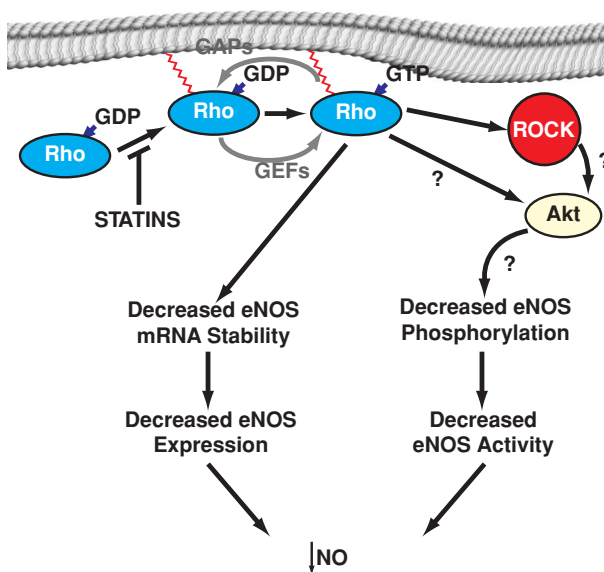 GAPs
GDP
GTP
Rho
Rho
ROCK
GDP
Rho
GEFs
?
?
STATINS
Akt
?
Decreased eNOS
mRNA Stability
Decreased eNOS
Phosphorylation
Decreased eNOS
Expression
Decreased
eNOS Activity
↓NO